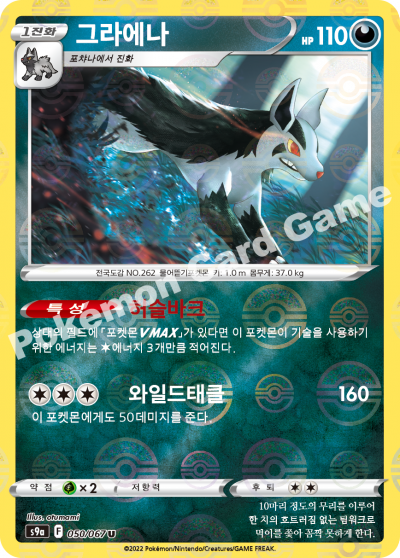 1진화
그라에나
HP 110
포챠나에서 진화
전국도감 NO.262 물어뜯기포켓몬 키: 1.0 m 몸무게: 37.0 kg
특성 허슬바크
상대의 필드에 「포켓몬VMAX」가 있다면 이 포켓몬이 기술을 사용하기
위한 에너지는 에너지 3개만큼 적어진다.
와일드태클 160
이 포켓몬에게도 50데미지를 준다.
약점 ×2 저항력 후퇴
Illus. otumami
s9a F 050/067 U
10마리 정도의 무리를 이루어
한 치의 흐트러짐 없는 팀워크로
먹이를 쫓아 꼼짝 못하게 한다.
©2022 Pokémon/Nintendo/Creatures/GAME FREAK.
Pokémon Card Game